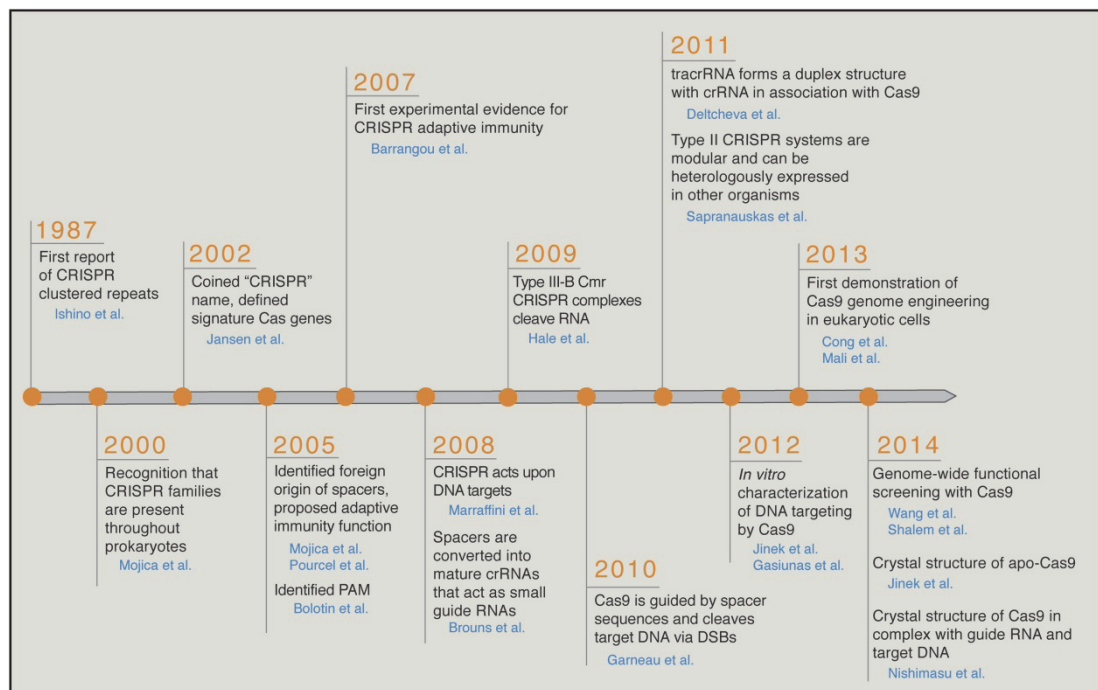 1987
First report
of CRISPR
clustered repeats
Ishino et al.
2000
Recognition that
CRISPR families
are present
throughout
prokaryotes
Mojica et al.
2002
Coined “CRISPR”
name, defined
signature Cas genes
Jansen et al.
2005
Identified foreign
origin of spacers,
proposed adaptive
immunity function
Mojica et al.
Pourcel et al.
Identified PAM
Bolotin et al.
2007
First experimental evidence for
CRISPR adaptive immunity
Barrangou et al.
2008
CRISPR acts upon
DNA targets
Marraffini et al.
Spacers are
converted into
mature crRNAs
that act as small
guide RNAs
Brouns et al.
2009
Type III-B Cmr
CRISPR complexes
cleave RNA
Hale et al.
2010
Cas9 is guided by spacer
sequences and cleaves
target DNA via DSBs
Garneau et al.
2011
tracrRNA forms a duplex structure
with crRNA in association with Cas9
Deltcheva et al.
Type II CRISPR systems are
modular and can be
heterologously expressed
in other organisms
Sapranauskas et al.
2012
In vitro
characterization
of DNA targeting
by Cas9
Jinek et al.
Gasiunas et al.
2013
First demonstration of
Cas9 genome engineering
in eukaryotic cells
Cong et al.
Mali et al.
2014
Genome-wide functional
screening with Cas9
Wang et al.
Shalem et al.
Crystal structure of apo-Cas9
Jinek et al.
Crystal structure of Cas9 in
complex with guide RNA and
target DNA
Nishimasu et al.